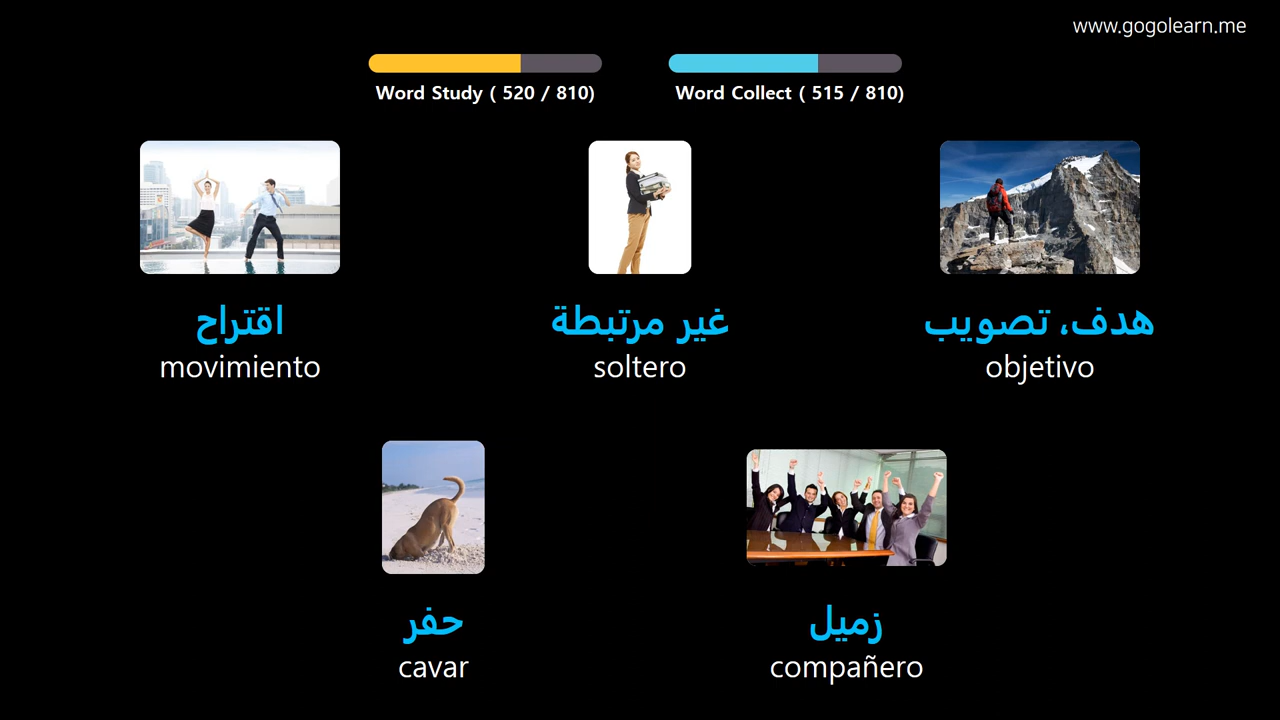 www.gogolearn.me
Word Study ( 520 / 810)
Word Collect ( 515 / 810)
اقتراح
movimiento
غير مرتبطة
soltero
هدف، تصويب
objetivo
حفر
cavar
زميل
compañero